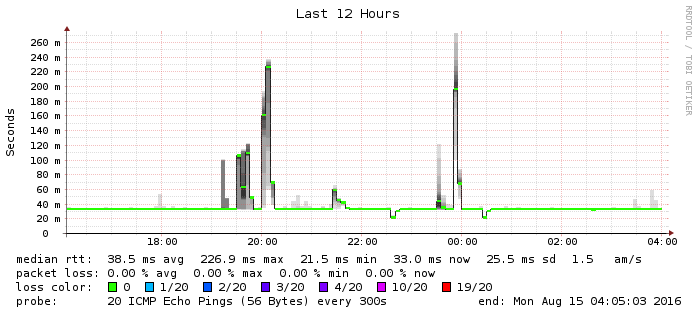 Last 12 Hours
RRDTOOL / TOBI OETIKER
Seconds
260 m
240 m
220 m
200 m
180 m
160 m
140 m
120 m
100 m
80 m
60 m
40 m
20 m
0
18:00 20:00 22:00 00:00 02:00 04:00
median rtt: 38.5 ms avg 226.9 ms max 21.5 ms min 33.0 ms now 25.5 ms sd 1.5 am/s
packet loss: 0.00 % avg 0.00 % max 0.00 % min 0.00 % now
loss color: 0 1/20 2/20 3/20 4/20 10/20 19/20
probe: 20 ICMP Echo Pings (56 Bytes) every 300s end: Mon Aug 15 04:05:03 2016